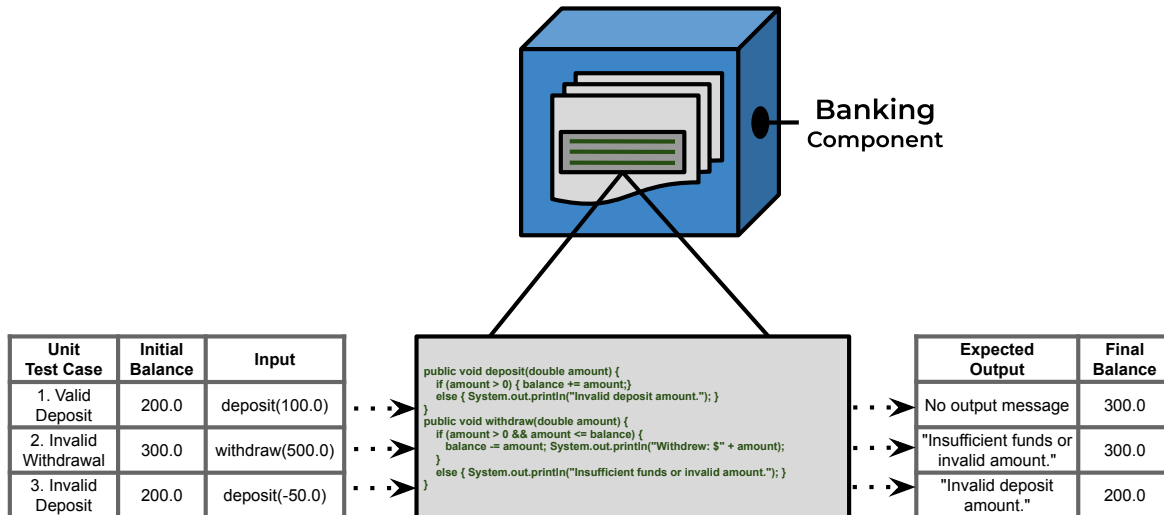 Banking
Component
Unit
Test Case
Initial
Balance
Input
1. Valid
Deposit
200.0
deposit(100.0)
2. Invalid
Withdrawal
300.0
withdraw(500.0)
3. Invalid
Deposit
200.0
deposit(-50.0)
public void deposit(double amount) {
if (amount > 0) { balance += amount;}
else { System.out.println("Invalid deposit amount."); }
}
public void withdraw(double amount) {
if (amount > 0 && amount <= balance) {
balance -= amount; System.out.println("Withdrew: $" + amount);
}
else { System.out.println("Insufficient funds or invalid amount."); }
}
Expected
Output
Final
Balance
No output message
300.0
"Insufficient funds or
invalid amount."
300.0
"Invalid deposit
amount."
200.0